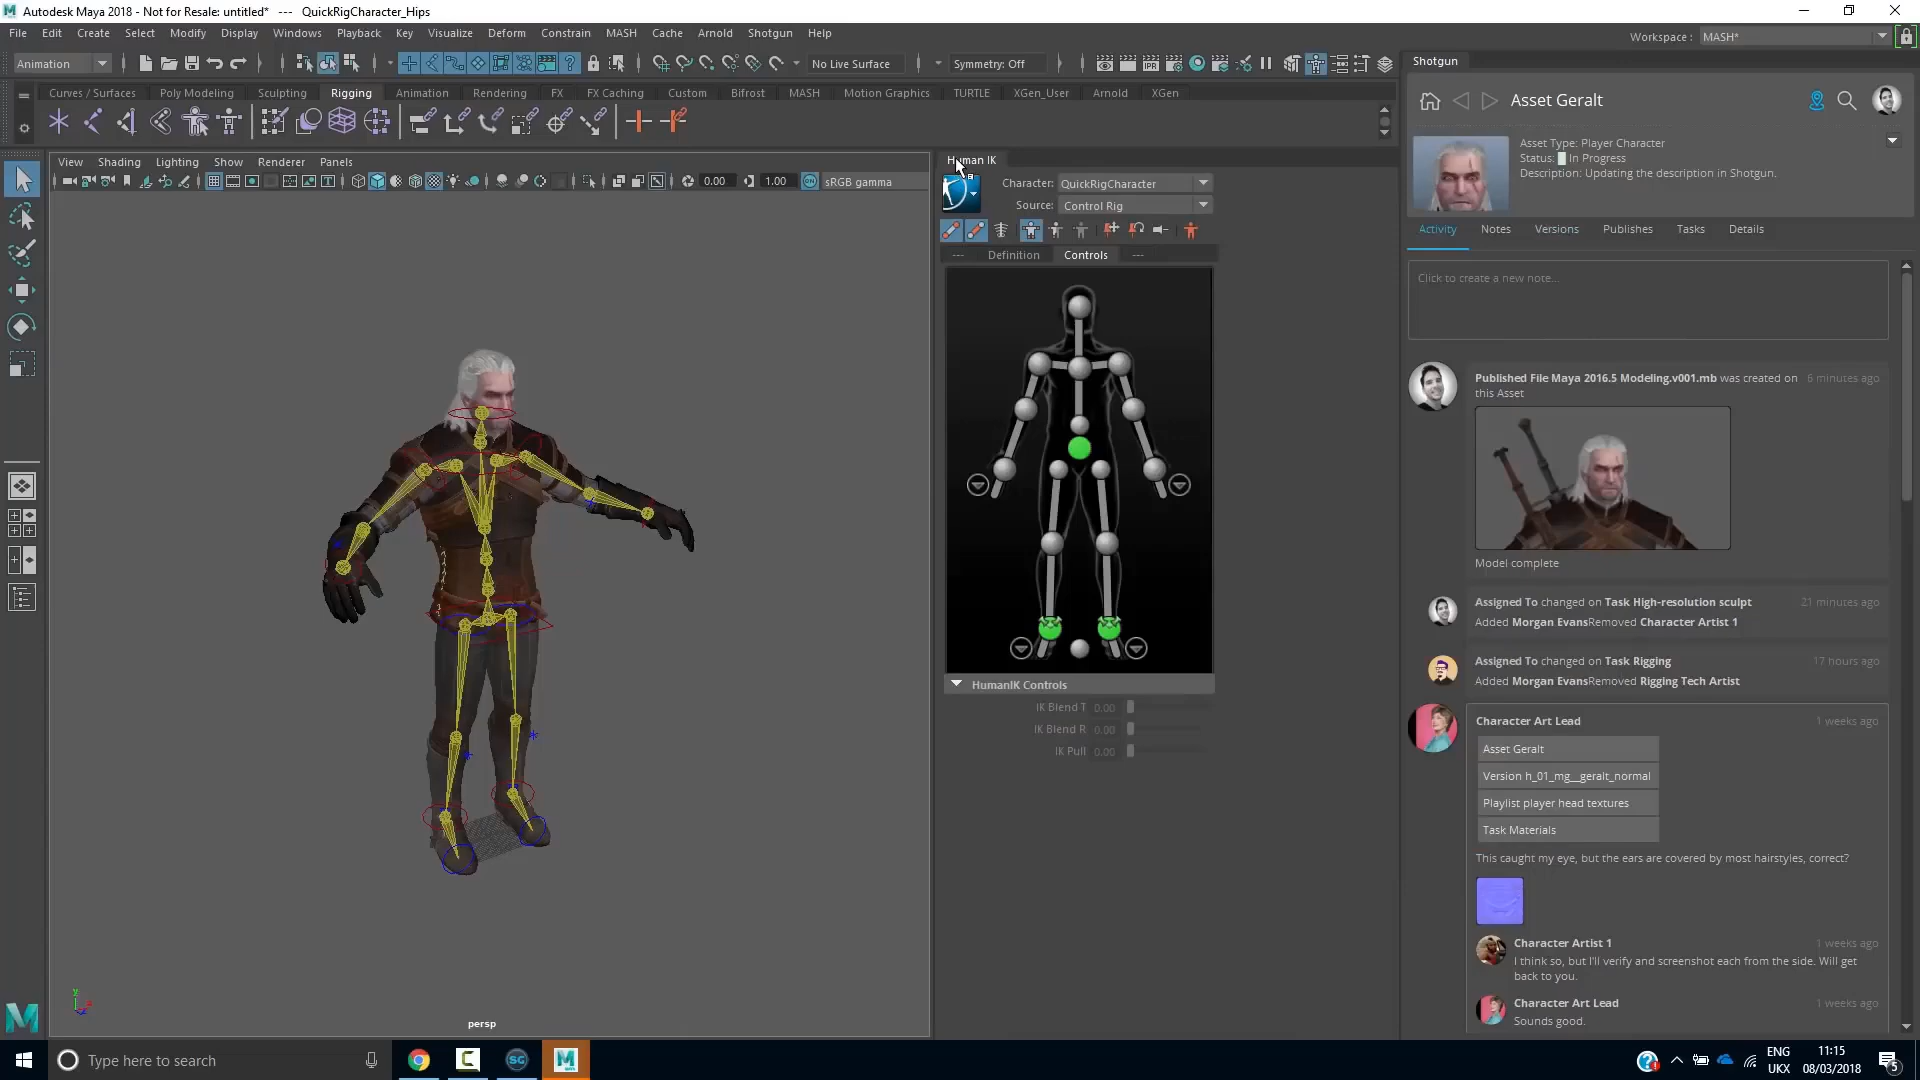 Autodesk Maya 2018 - Not for Resale: untitled* --- QuickRigCharacter_Hips
File Edit Create Select Modify Display Windows Playback Key Visualize Deform Constrain MASH Cache Arnold Shotgun Help
Workspace : MASH*
Animation No Live Surface Symmetry: Off
Curves / Surfaces Poly Modeling Sculpting Rigging Animation Rendering FX FX Caching Custom Bifrost MASH Motion Graphics TURTLE XGen_User Arnold XGen
View Shading Lighting Show Renderer Panels
0.00 1.00 ON sRGB gamma
persp
Human IK
Character: QuickRigCharacter
Source: Control Rig
--- Definition Controls ---
HumanIK Controls
IK Blend T 0.00
IK Blend R 0.00
IK Pull 0.00
Shotgun
Asset Geralt
Asset Type: Player Character
Status: In Progress
Description: Updating the description in Shotgun.
Activity Notes Versions Publishes Tasks Details
Click to create a new note...
Published File Maya 2016.5 Modeling.v001.mb was created on 6 minutes ago
this Asset
Model complete
Assigned To changed on Task High-resolution sculpt 21 minutes ago
Added Morgan EvansRemoved Character Artist 1
Assigned To changed on Task Rigging 17 hours ago
Added Morgan EvansRemoved Rigging Tech Artist
Character Art Lead 1 weeks ago
Asset Geralt
Version h_01_mg__geralt_normal
Playlist player head textures
Task Materials
This caught my eye, but the ears are covered by most hairstyles, correct?
Character Artist 1 1 weeks ago
I think so, but I'll verify and screenshot each from the side. Will get
back to you.
Character Art Lead 1 weeks ago
Sounds good.
Type here to search
ENG
UKX
11:15
08/03/2018
5